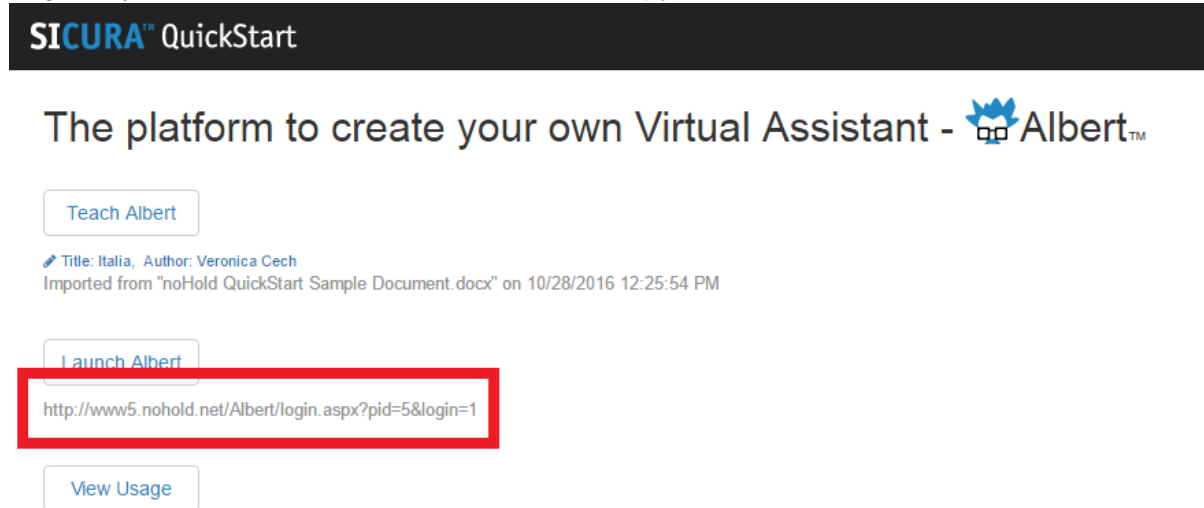 SICURA™ QuickStart
The platform to create your own Virtual Assistant - Albert™
Teach Albert
Title: Italia, Author: Veronica Cech
Imported from "noHold QuickStart Sample Document.docx" on 10/28/2016 12:25:54 PM
Launch Albert
http://www5.nohold.net/Albert/login.aspx?pid=5&login=1
View Usage